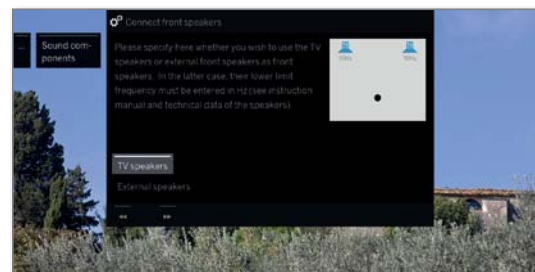 Connect front speakers
...
Sound com-
ponents
Please specify here whether you wish to use the TV
speakers or external front speakers as front
speakers. In the latter case, their lower limit
frequency must be entered in Hz (see instruction
manual and technical data of the speakers).
TV speakers
External speakers